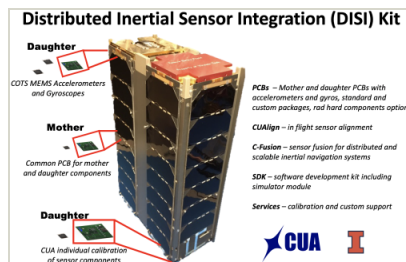 Distributed Inertial Sensor Integration (DISI) Kit
Daughter
COTS MEMS Accelerometers
and Gyroscopes
Mother
Common PCB for mother
and daughter components
Daughter
CUA individual calibration
of sensor components
PCBs – Mother and daughter PCBs with
accelerometers and gyros, standard and
custom packages, rad hard components option
CUAlign – in flight sensor alignment
C-Fusion – sensor fusion for distributed and
scalable inertial navigation systems
SDK – software development kit including
simulator module
Services – calibration and custom support
CUA
I